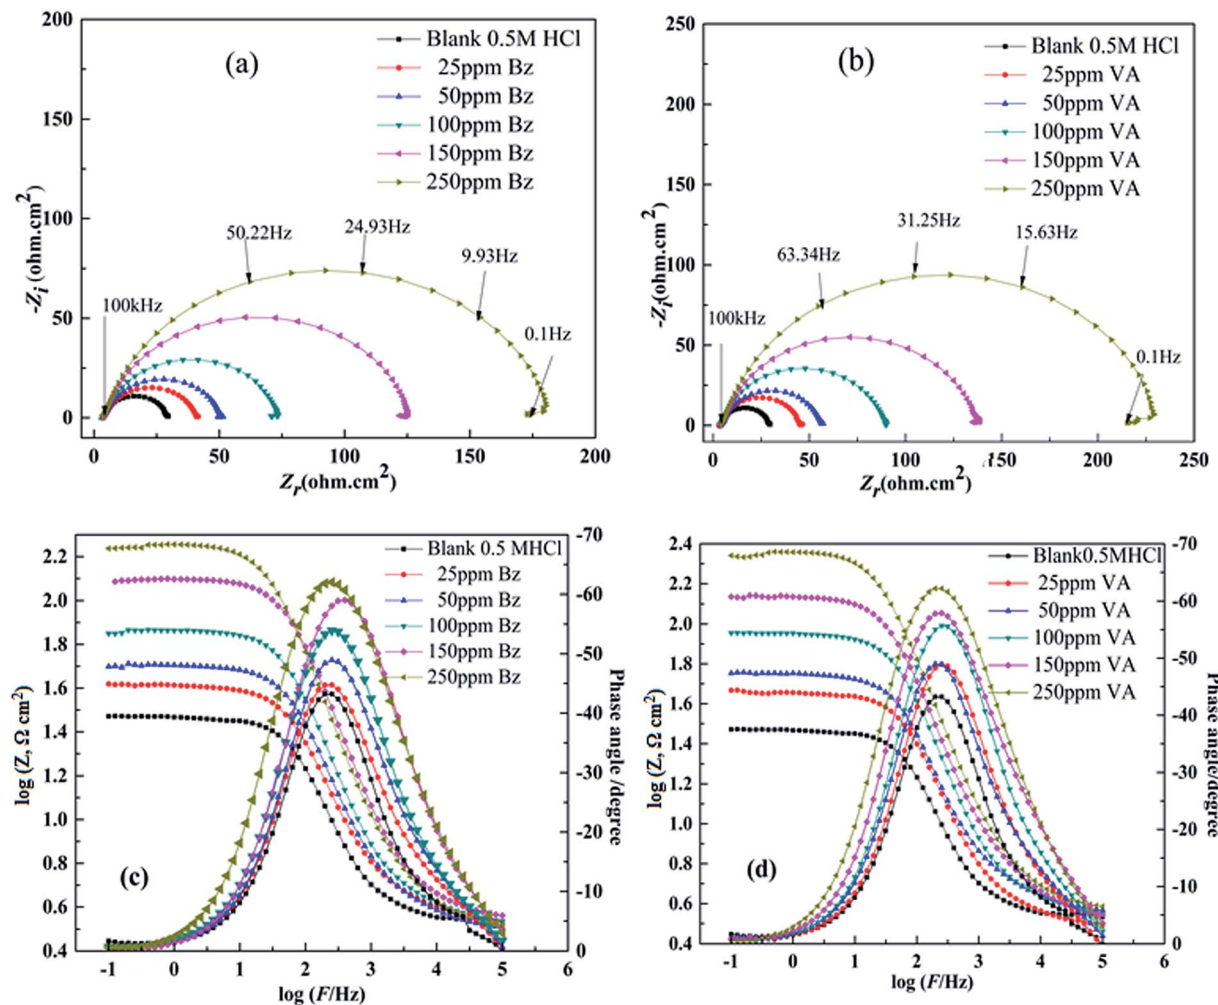 (a)
Blank 0.5M HCl
25ppm Bz
50ppm Bz
100ppm Bz
150ppm Bz
250ppm Bz
200
150
100
50
0
-Zi (ohm.cm2)
100kHz
50.22Hz
24.93Hz
9.93Hz
0.1Hz
0 50 100 150 200
Zr(ohm.cm2)
(b)
Blank 0.5M HCl
25ppm VA
50ppm VA
100ppm VA
150ppm VA
250ppm VA
250
200
150
100
50
0
-Zi(ohm.cm2)
100kHz
63.34Hz
31.25Hz
15.63Hz
0.1Hz
0 50 100 150 200 250
Zr(ohm.cm2)
(c)
Blank 0.5 MHCl
25ppm Bz
50ppm Bz
100ppm Bz
150ppm Bz
250ppm Bz
2.2
2.0
1.8
1.6
1.4
1.2
1.0
0.8
0.6
0.4
log (Z, Ω cm2)
-70
-60
-50
-40
-30
-20
-10
0
Phase angle /degree
-1 0 1 2 3 4 5 6
log (F/Hz)
(d)
Blank0.5MHCl
25ppm VA
50ppm VA
100ppm VA
150ppm VA
250ppm VA
2.4
2.2
2.0
1.8
1.6
1.4
1.2
1.0
0.8
0.6
0.4
log (Z, Ω cm2)
-70
-60
-50
-40
-30
-20
-10
0
Phase angle/degree
-1 0 1 2 3 4 5 6
log (F/Hz)